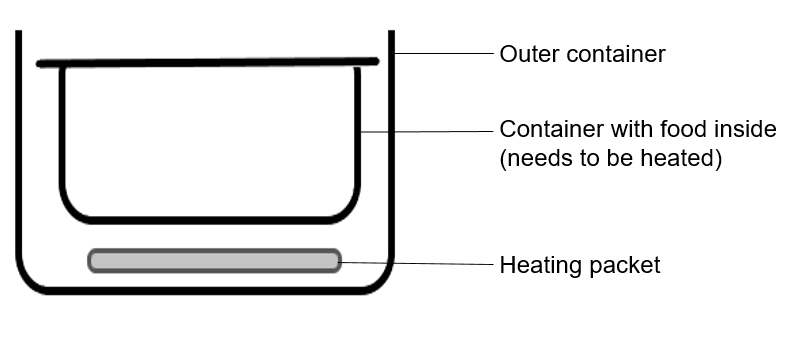 Outer container
Container with food inside
(needs to be heated)
Heating packet